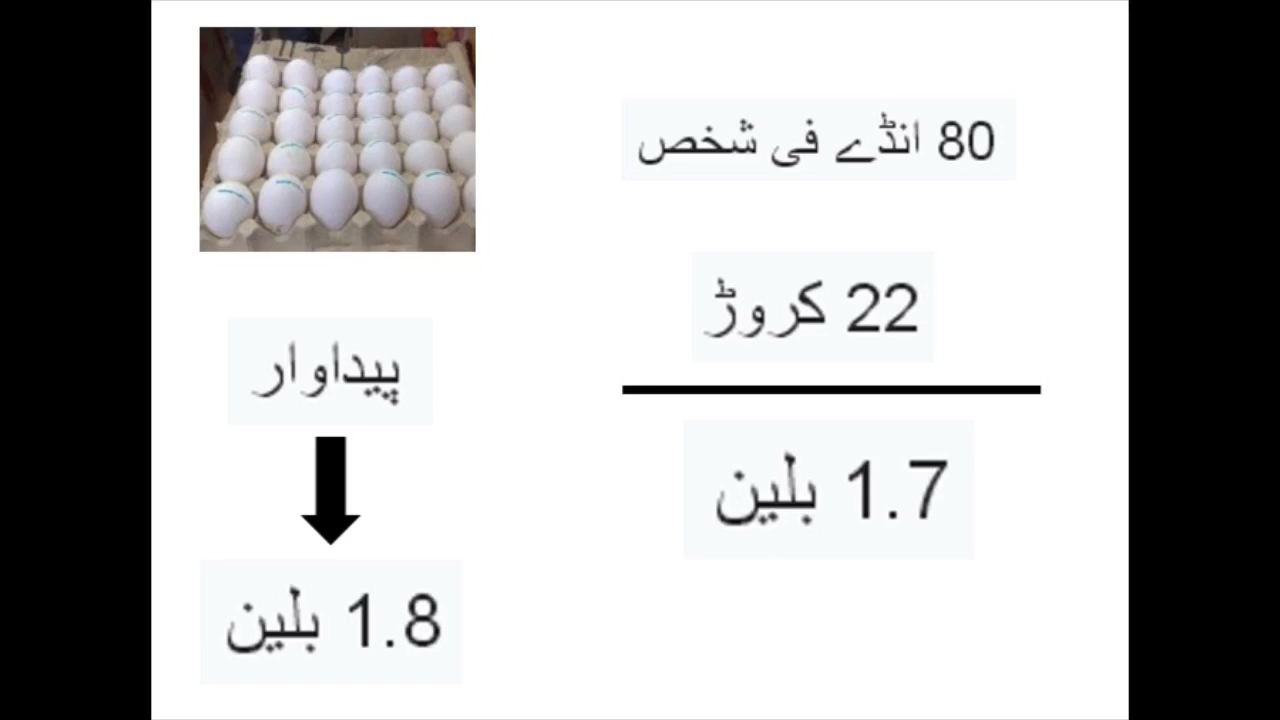 80 انڈے فی شخص
22 کروڑ
1.7 بلین
پیداوار
1.8 بلین